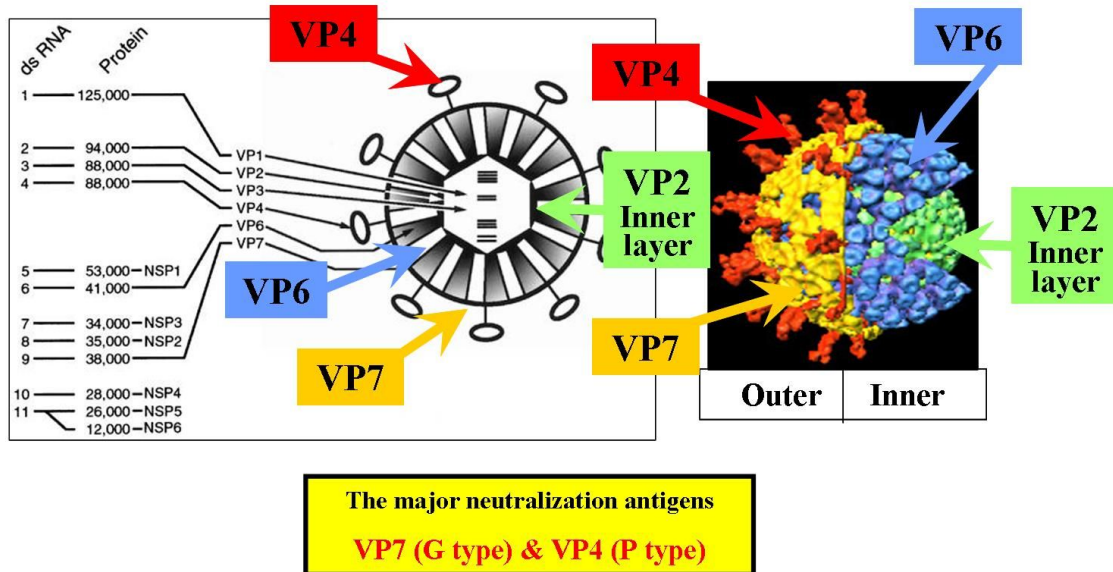 ds RNA
Protein
1 125,000
2 94,000
3 88,000
4 88,000
5 53,000 NSP1
6 41,000
7 34,000 NSP3
8 35,000 NSP2
9 38,000
10 28,000 NSP4
11 26,000 NSP5
12,000 NSP6
VP1
VP2
VP3
VP4
VP6
VP7
VP4
VP2
Inner
layer
VP6
VP7
VP4
VP6
VP2
Inner
layer
VP7
Outer Inner
The major neutralization antigens
VP7 (G type) & VP4 (P type)